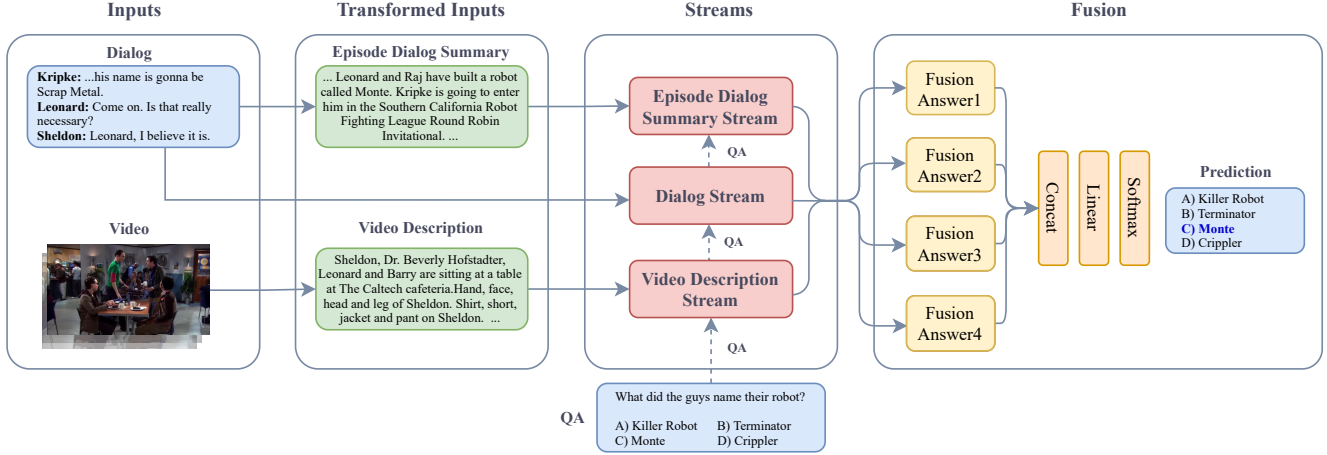 Inputs
Transformed Inputs
Streams
Fusion
Dialog
Kripke: ...his name is gonna be
Scrap Metal.
Leonard: Come on. Is that really
necessary?
Sheldon: Leonard, I believe it is.
Video
Episode Dialog Summary
... Leonard and Raj have built a robot
called Monte. Kripke is going to enter
him in the Southern California Robot
Fighting League Round Robin
Invitational. ...
Video Description
Sheldon, Dr. Beverly Hofstadter,
Leonard and Barry are sitting at a table
at The Caltech cafeteria.Hand, face,
head and leg of Sheldon. Shirt, short,
jacket and pant on Sheldon. ...
Episode Dialog
Summary Stream
QA
Dialog Stream
QA
Video Description
Stream
QA
QA
What did the guys name their robot?
A) Killer Robot B) Terminator
C) Monte D) Crippler
Fusion
Answer1
Fusion
Answer2
Fusion
Answer3
Fusion
Answer4
Concat
Linear
Softmax
Prediction
A) Killer Robot
B) Terminator
C) Monte
D) Crippler